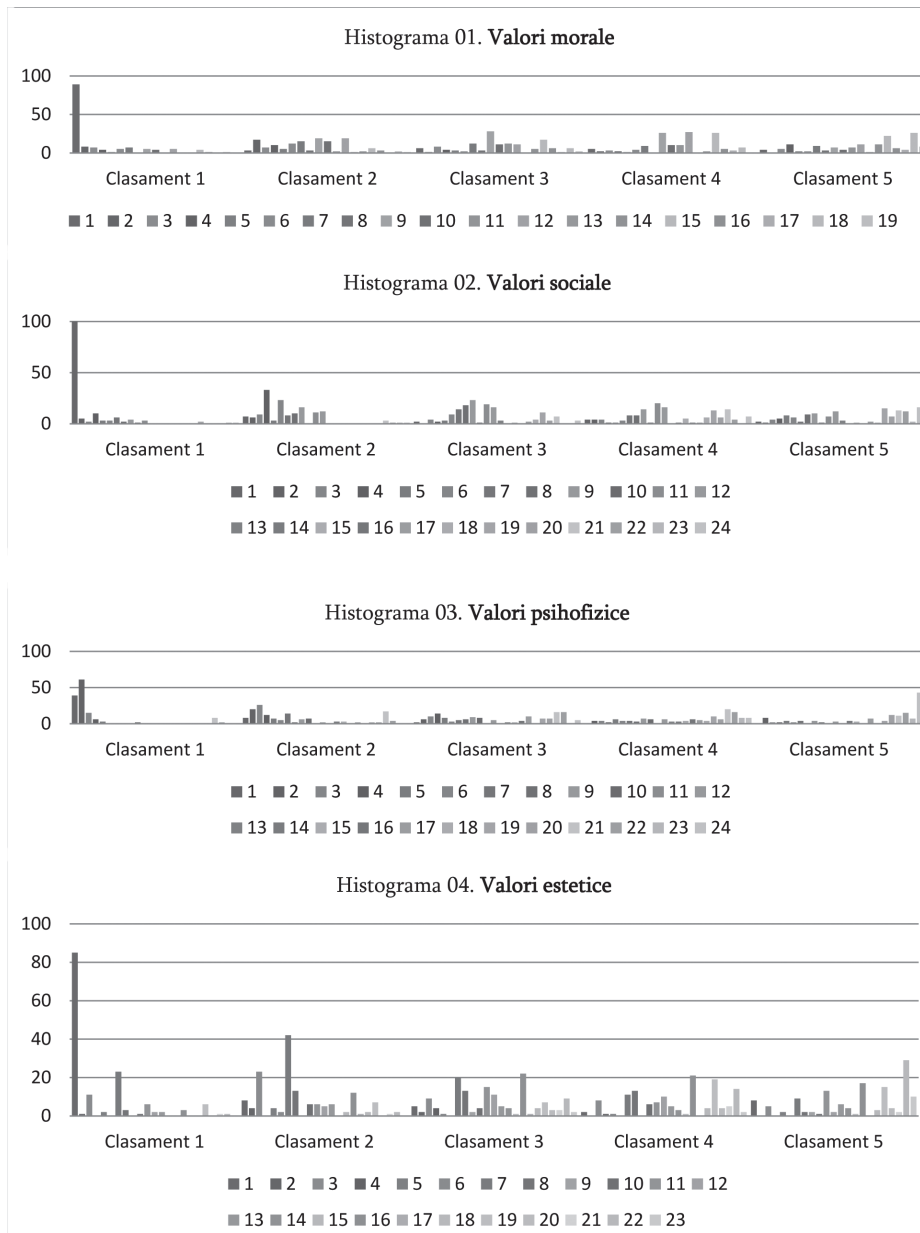 Histograma 01. Valori morale
100
50
0
Clasament 1 Clasament 2 Clasament 3 Clasament 4 Clasament 5
1 2 3 4 5 6 7 8 9 10 11 12 13 14 15 16 17 18 19
Histograma 02. Valori sociale
100
50
0
Clasament 1 Clasament 2 Clasament 3 Clasament 4 Clasament 5
1 2 3 4 5 6 7 8 9 10 11 12
13 14 15 16 17 18 19 20 21 22 23 24
Histograma 03. Valori psihofizice
100
50
0
Clasament 1 Clasament 2 Clasament 3 Clasament 4 Clasament 5
1 2 3 4 5 6 7 8 9 10 11 12
13 14 15 16 17 18 19 20 21 22 23 24
Histograma 04. Valori estetice
100
80
60
40
20
0
Clasament 1 Clasament 2 Clasament 3 Clasament 4 Clasament 5
1 2 3 4 5 6 7 8 9 10 11 12
13 14 15 16 17 18 19 20 21 22 23